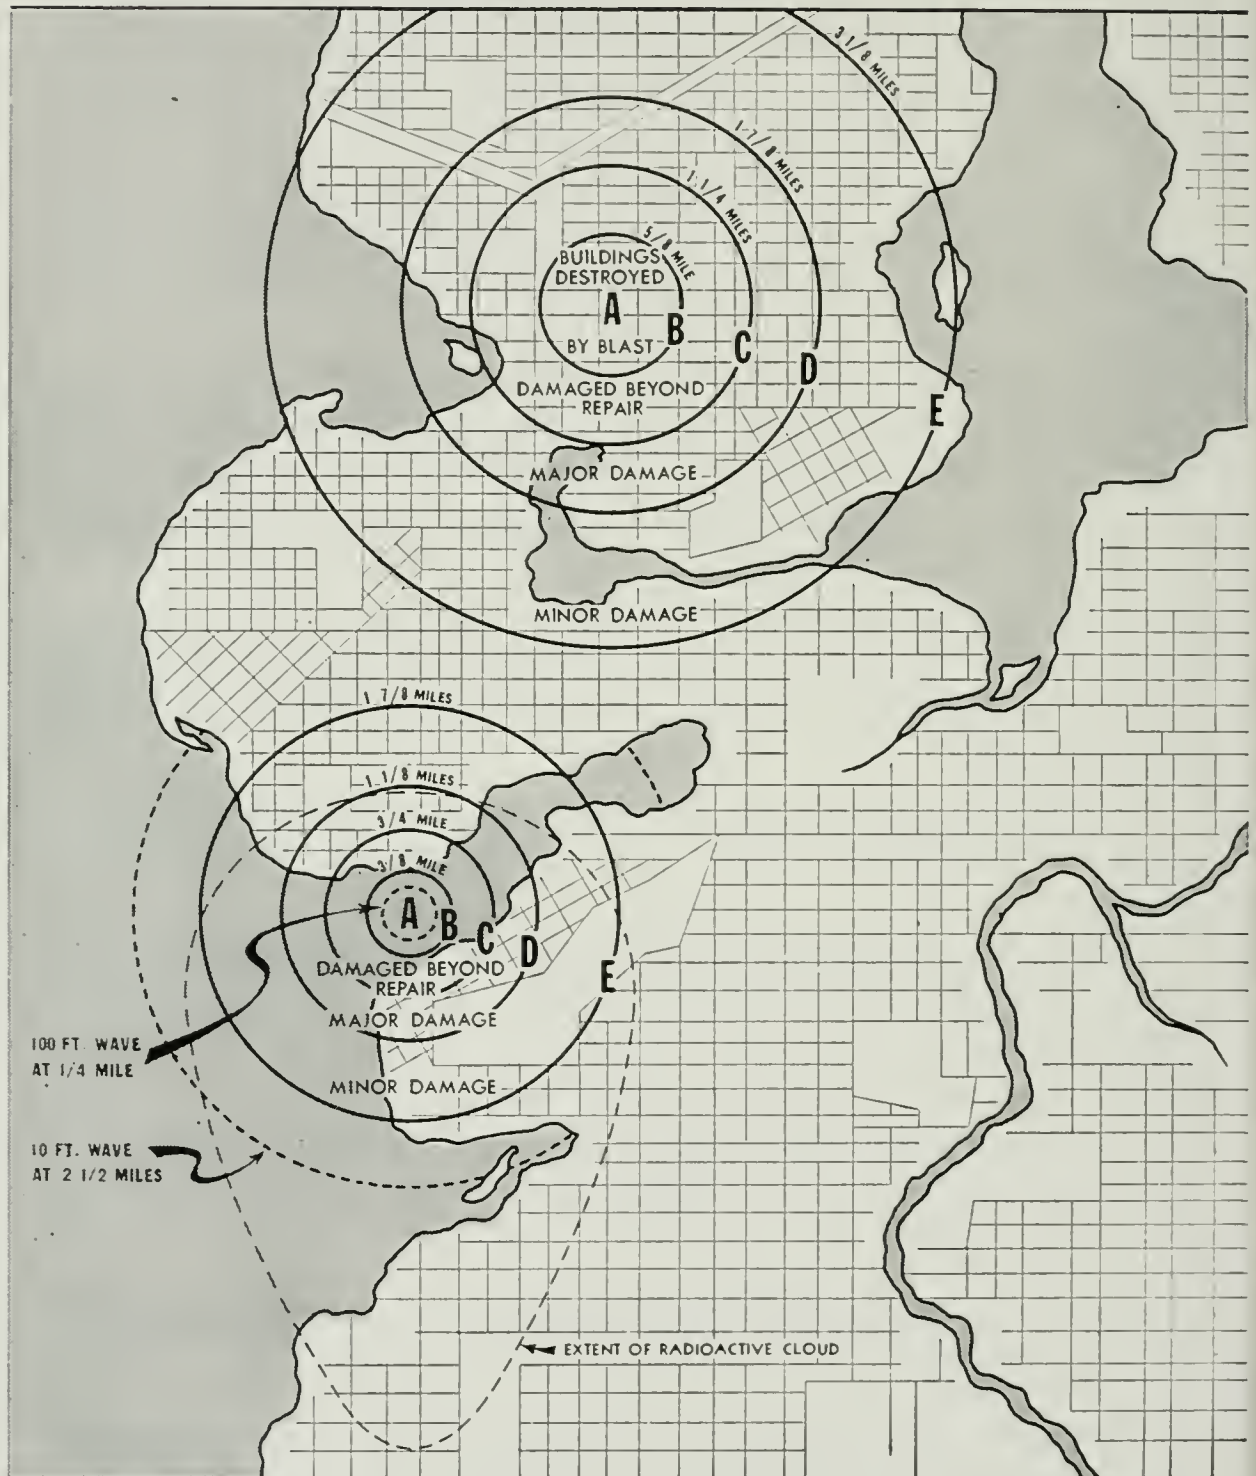 3 1/8 MILES
1 7/8 MILES
1 1/4 MILES
5/8 MILE
BUILDINGS
DESTROYED
A
BY BLAST
B
C
D
E
DAMAGED BEYOND
REPAIR
MAJOR DAMAGE
MINOR DAMAGE
1 7/8 MILES
1 1/8 MILES
3/4 MILE
3/8 MILE
A
B
C
D
E
DAMAGED BEYOND
REPAIR
MAJOR DAMAGE
MINOR DAMAGE
100 FT. WAVE
AT 1/4 MILE
10 FT. WAVE
AT 2 1/2 MILES
EXTENT OF RADIOACTIVE CLOUD